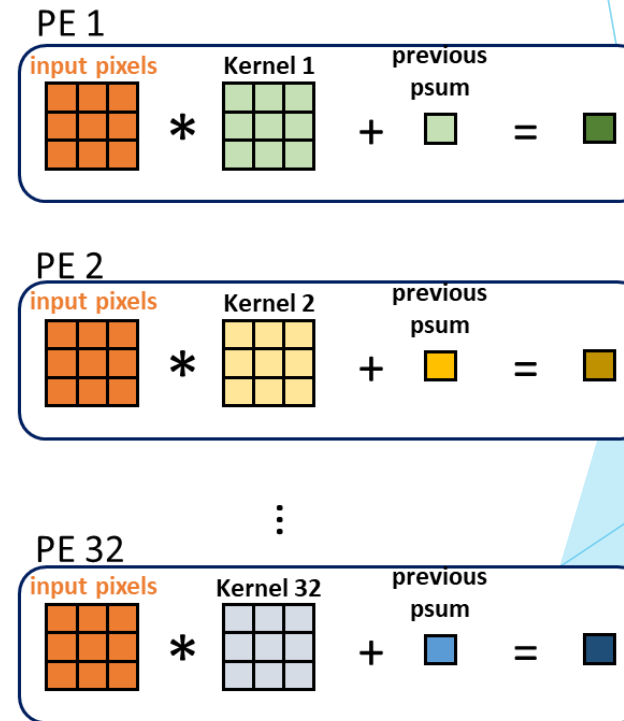 PE 1
input pixels
Kernel 1
previous
psum
* + =
PE 2
input pixels
Kernel 2
previous
psum
* + =
⋮
PE 32
input pixels
Kernel 32
previous
psum
* + =